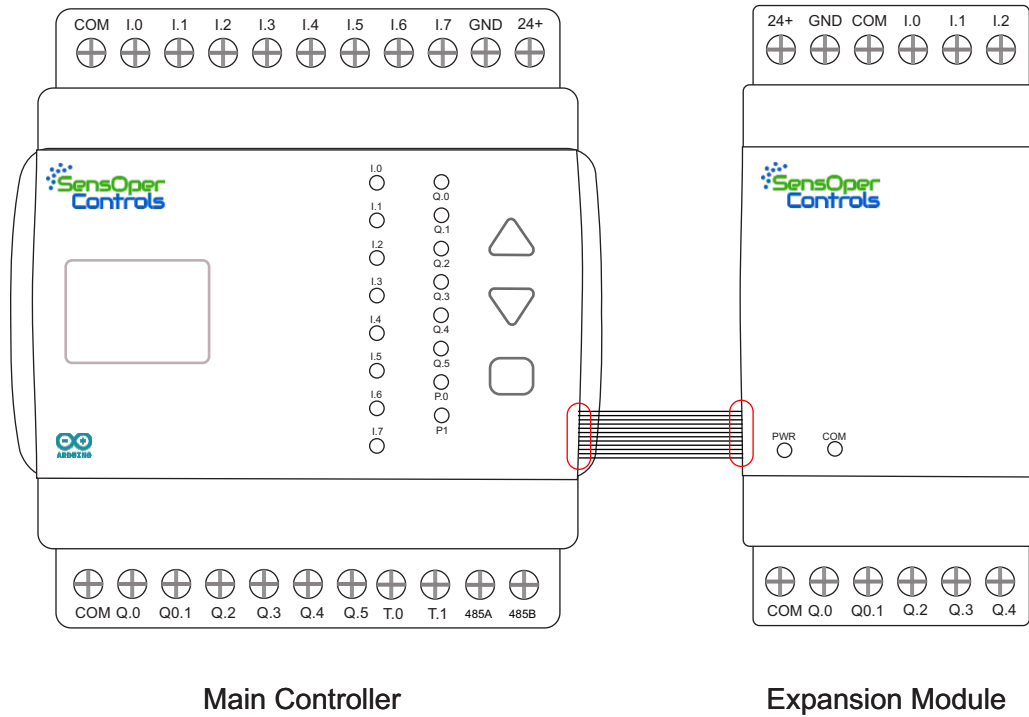 COM I.0 I.1 I.2 I.3 I.4 I.5 I.6 I.7 GND 24+
24+ GND COM I.0 I.1 I.2
SensOper
Controls
I.0
I.1
I.2
I.3
I.4
I.5
I.6
I.7
Q.0
Q.1
Q.2
Q.3
Q.4
Q.5
P.0
P1
ARDUINO
SensOper
Controls
PWR COM
COM Q.0 Q0.1 Q.2 Q.3 Q.4 Q.5 T.0 T.1 485A 485B
COM Q.0 Q0.1 Q.2 Q.3 Q.4
Main Controller
Expansion Module